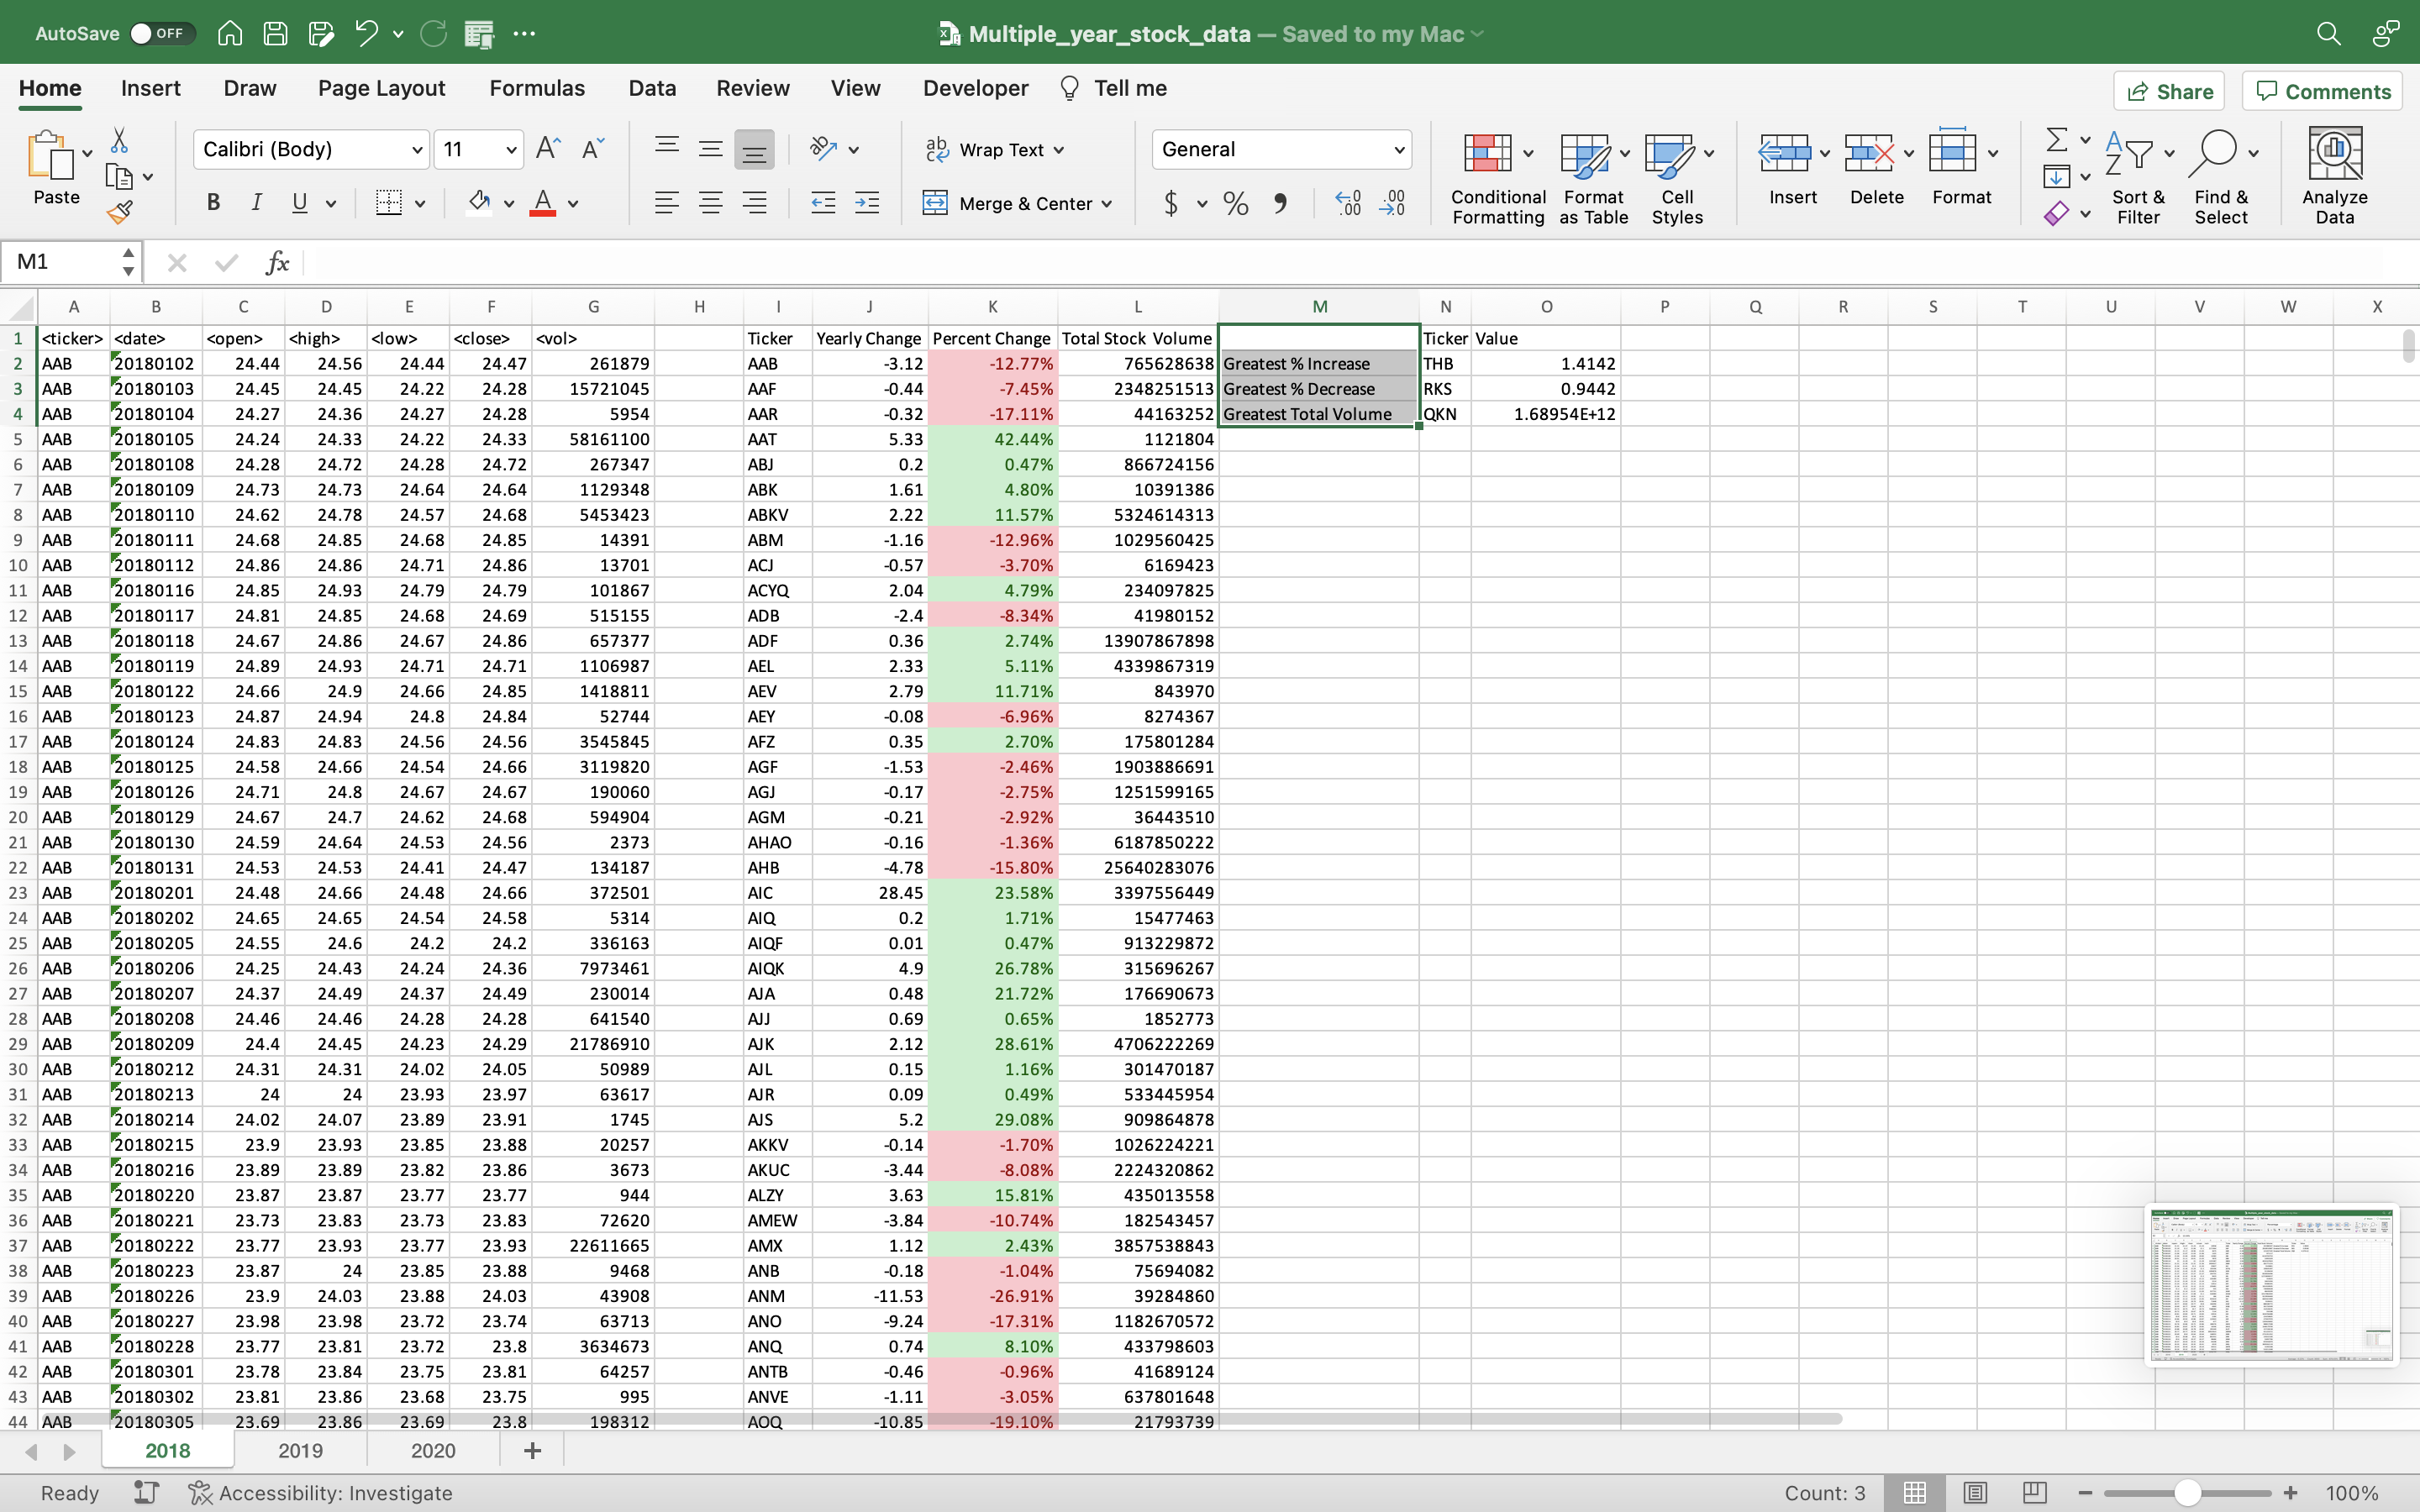 AutoSave OFF Multiple_year_stock_data — Saved to my Mac
Home Insert Draw Page Layout Formulas Data Review View Developer Tell me Share Comments
Paste Calibri (Body) 11 Wrap Text General Conditional Formatting Format as Table Cell Styles Insert Delete Format Sort & Filter Find & Select Analyze Data
B I U Merge & Center $ %
M1 fx
A B C D E F G H I J K L M N O P Q R S T U V W X
1 <ticker> <date> <open> <high> <low> <close> <vol> Ticker Yearly Change Percent Change Total Stock Volume Ticker Value
2 AAB 20180102 24.44 24.56 24.44 24.47 261879 AAB -3.12 -12.77% 765628638 Greatest % Increase THB 1.4142
3 AAB 20180103 24.45 24.45 24.22 24.28 15721045 AAF -0.44 -7.45% 2348251513 Greatest % Decrease RKS 0.9442
4 AAB 20180104 24.27 24.36 24.27 24.28 5954 AAR -0.32 -17.11% 44163252 Greatest Total Volume QKN 1.68954E+12
5 AAB 20180105 24.24 24.33 24.22 24.33 58161100 AAT 5.33 42.44% 1121804
6 AAB 20180108 24.28 24.72 24.28 24.72 267347 ABJ 0.2 0.47% 866724156
7 AAB 20180109 24.73 24.73 24.64 24.64 1129348 ABK 1.61 4.80% 10391386
8 AAB 20180110 24.62 24.78 24.57 24.68 5453423 ABKV 2.22 11.57% 5324614313
9 AAB 20180111 24.68 24.85 24.68 24.85 14391 ABM -1.16 -12.96% 1029560425
10 AAB 20180112 24.86 24.86 24.71 24.86 13701 ACJ -0.57 -3.70% 6169423
11 AAB 20180116 24.85 24.93 24.79 24.79 101867 ACYQ 2.04 4.79% 234097825
12 AAB 20180117 24.81 24.85 24.68 24.69 515155 ADB -2.4 -8.34% 41980152
13 AAB 20180118 24.67 24.86 24.67 24.86 657377 ADF 0.36 2.74% 13907867898
14 AAB 20180119 24.89 24.93 24.71 24.71 1106987 AEL 2.33 5.11% 4339867319
15 AAB 20180122 24.66 24.9 24.66 24.85 1418811 AEV 2.79 11.71% 843970
16 AAB 20180123 24.87 24.94 24.8 24.84 52744 AEY -0.08 -6.96% 8274367
17 AAB 20180124 24.83 24.83 24.56 24.56 3545845 AFZ 0.35 2.70% 175801284
18 AAB 20180125 24.58 24.66 24.54 24.66 3119820 AGF -1.53 -2.46% 1903886691
19 AAB 20180126 24.71 24.8 24.67 24.67 190060 AGJ -0.17 -2.75% 1251599165
20 AAB 20180129 24.67 24.7 24.62 24.68 594904 AGM -0.21 -2.92% 36443510
21 AAB 20180130 24.59 24.64 24.53 24.56 2373 AHAO -0.16 -1.36% 6187850222
22 AAB 20180131 24.53 24.53 24.41 24.47 134187 AHB -4.78 -15.80% 25640283076
23 AAB 20180201 24.48 24.66 24.48 24.66 372501 AIC 28.45 23.58% 3397556449
24 AAB 20180202 24.65 24.65 24.54 24.58 5314 AIQ 0.2 1.71% 15477463
25 AAB 20180205 24.55 24.6 24.2 24.2 336163 AIQF 0.01 0.47% 913229872
26 AAB 20180206 24.25 24.43 24.24 24.36 7973461 AIQK 4.9 26.78% 315696267
27 AAB 20180207 24.37 24.49 24.37 24.49 230014 AJA 0.48 21.72% 176690673
28 AAB 20180208 24.46 24.46 24.28 24.28 641540 AJJ 0.69 0.65% 1852773
29 AAB 20180209 24.4 24.45 24.23 24.29 21786910 AJK 2.12 28.61% 4706222269
30 AAB 20180212 24.31 24.31 24.02 24.05 50989 AJL 0.15 1.16% 301470187
31 AAB 20180213 24 24 23.93 23.97 63617 AJR 0.09 0.49% 533445954
32 AAB 20180214 24.02 24.07 23.89 23.91 1745 AJS 5.2 29.08% 909864878
33 AAB 20180215 23.9 23.93 23.85 23.88 20257 AKKV -0.14 -1.70% 1026224221
34 AAB 20180216 23.89 23.89 23.82 23.86 3673 AKUC -3.44 -8.08% 2224320862
35 AAB 20180220 23.87 23.87 23.77 23.77 944 ALZY 3.63 15.81% 435013558
36 AAB 20180221 23.73 23.83 23.73 23.83 72620 AMEW -3.84 -10.74% 182543457
37 AAB 20180222 23.77 23.93 23.77 23.93 22611665 AMX 1.12 2.43% 3857538843
38 AAB 20180223 23.87 24 23.85 23.88 9468 ANB -0.18 -1.04% 75694082
39 AAB 20180226 23.9 24.03 23.88 24.03 43908 ANM -11.53 -26.91% 39284860
40 AAB 20180227 23.98 23.98 23.72 23.74 63713 ANO -9.24 -17.31% 1182670572
41 AAB 20180228 23.77 23.81 23.72 23.8 3634673 ANQ 0.74 8.10% 433798603
42 AAB 20180301 23.78 23.84 23.75 23.81 64257 ANTB -0.46 -0.96% 41689124
43 AAB 20180302 23.81 23.86 23.68 23.75 995 ANVE -1.11 -3.05% 637801648
44 AAB 20180305 23.69 23.86 23.69 23.8 198312 AOQ -10.85 -19.10% 21793739
2018 2019 2020 +
Ready Accessibility: Investigate Count: 3 100%